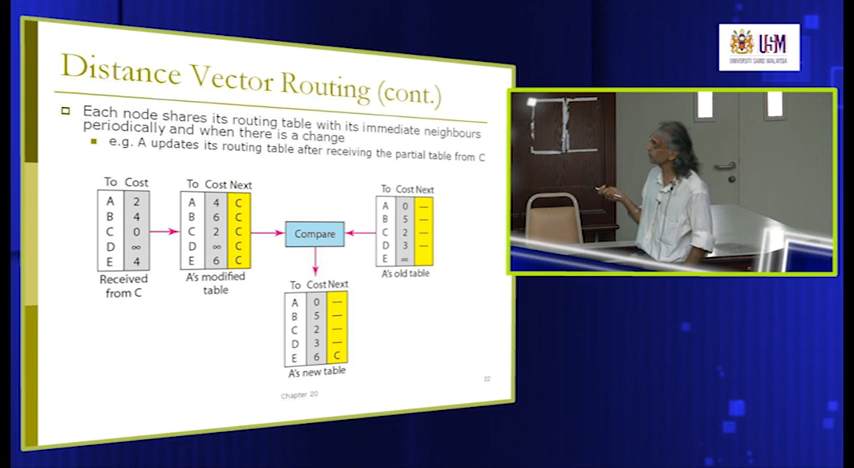 Distance Vector Routing (cont.)
Each node shares its routing table with its immediate neighbours
periodically and when there is a change
e.g. A updates its routing table after receiving the partial table from C
To Cost
A 2
B 4
C 0
D ∞
E 4
Received
from C
To Cost Next
A 4 C
B 6 C
C 2 C
D ∞ C
E 6 C
A's modified
table
Compare
To Cost Next
A 0 —
B 5 —
C 2 —
D 3 —
E ∞
A's old table
To Cost Next
A 0 —
B 5 —
C 2 —
D 3 —
E 6 C
A's new table
Chapter 20
22
USM
UNIVERSITI SAINS MALAYSIA